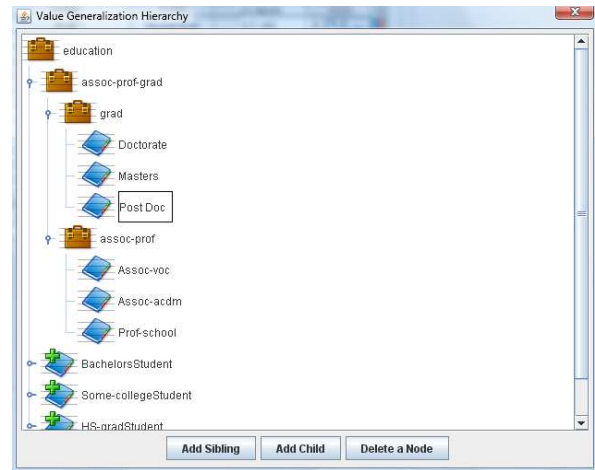 Value Generalization Hierarchy
education
assoc-prof-grad
grad
Doctorate
Masters
Post Doc
assoc-prof
Assoc-voc
Assoc-acdm
Prof-school
BachelorsStudent
Some-collegeStudent
HS-gradStudent
Add Sibling Add Child Delete a Node